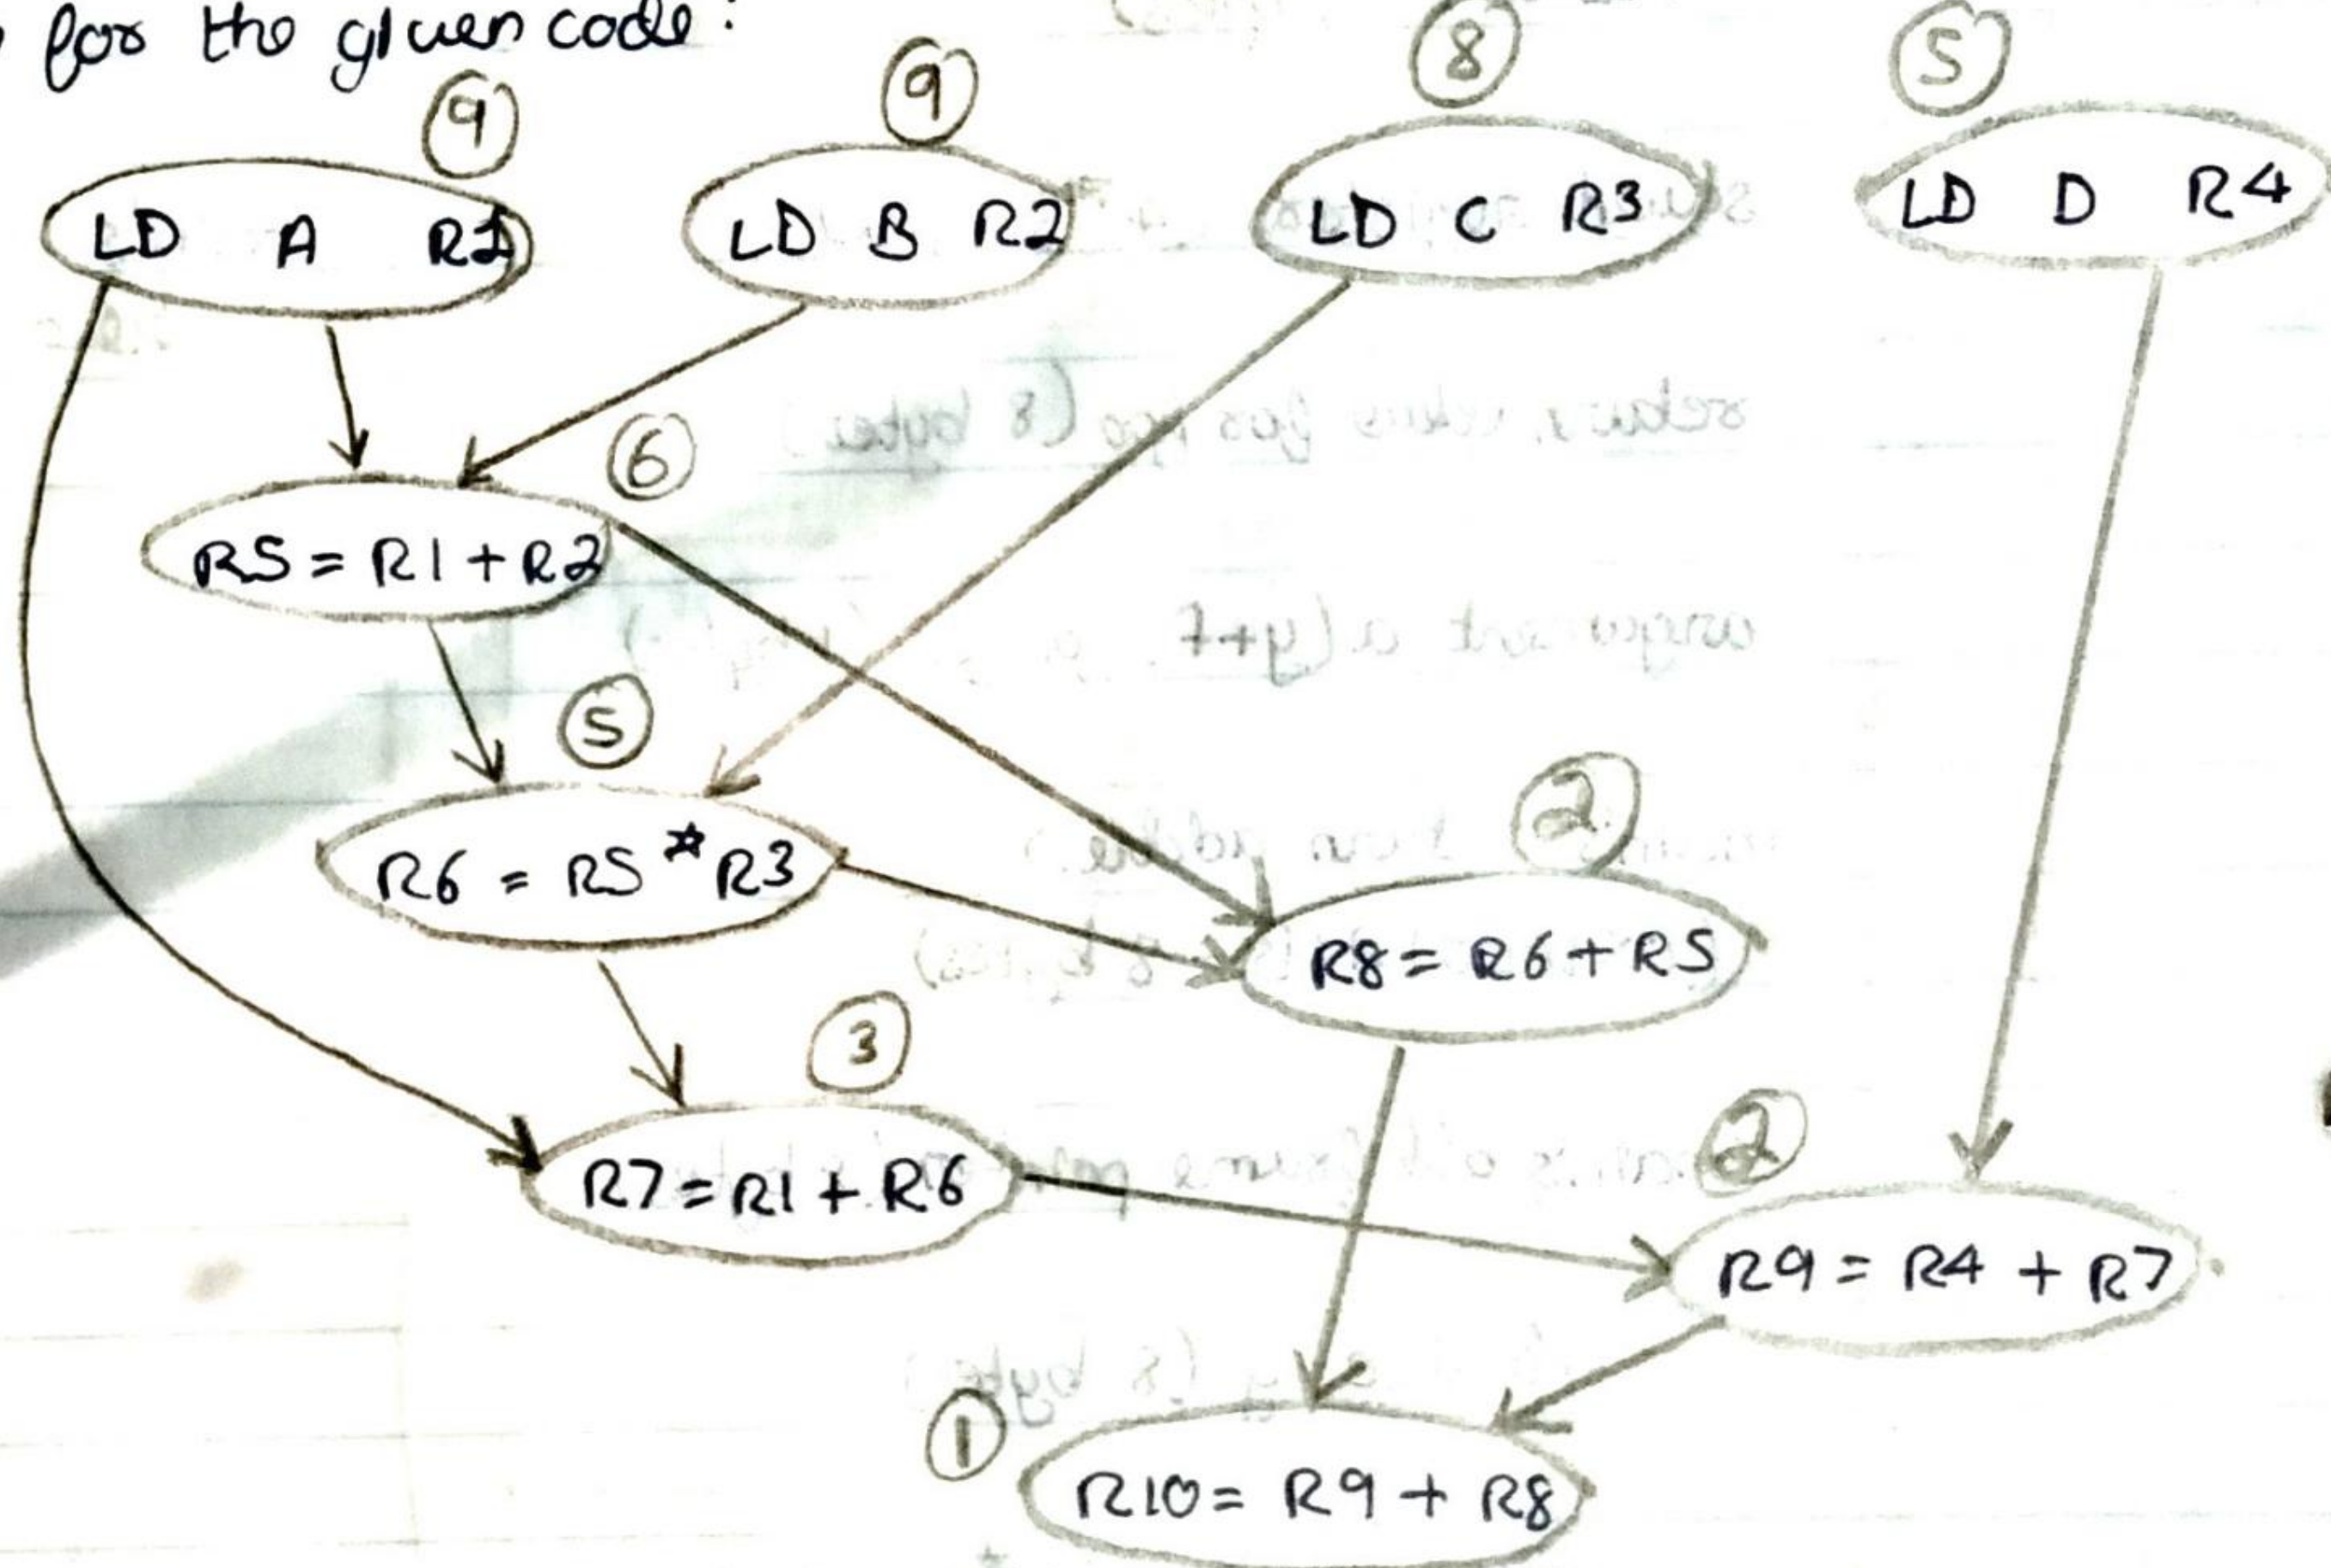 for the given code:
9 9 8 5
LD A R1 LD B R2 LD C R3 LD D R4
6
R5 = R1 + R2
5
R6 = R5 * R3
2
R8 = R6 + R5
3
R7 = R1 + R6
2
R9 = R4 + R7
1
R10 = R9 + R8